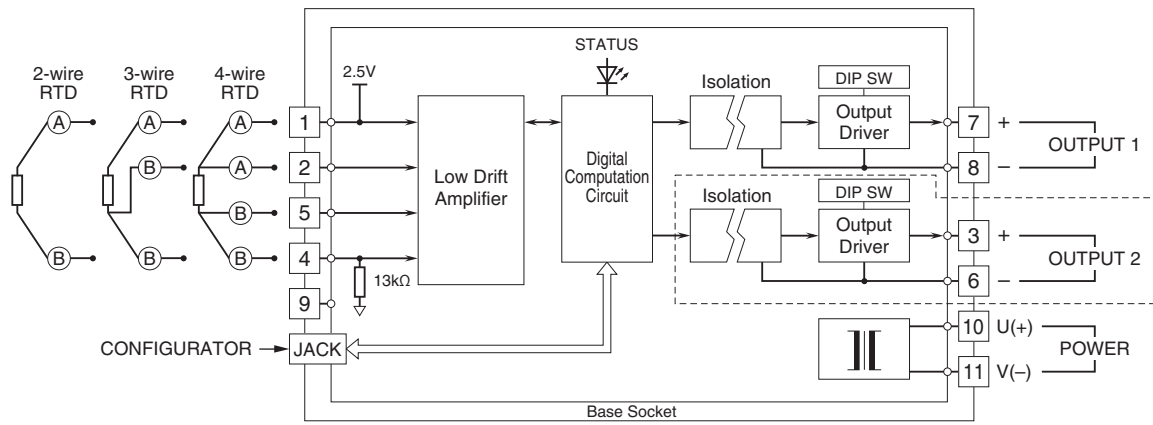 2-wire
RTD
3-wire
RTD
4-wire
RTD
A
A
A
B
A
B
B
B
B
1
2
5
4
9
JACK
CONFIGURATOR
2.5V
13kΩ
Low Drift
Amplifier
STATUS
Digital
Computation
Circuit
Isolation
DIP SW
Output
Driver
7 +
8 –
OUTPUT 1
Isolation
DIP SW
Output
Driver
3 +
6 –
OUTPUT 2
10 U(+)
11 V(–)
POWER
Base Socket